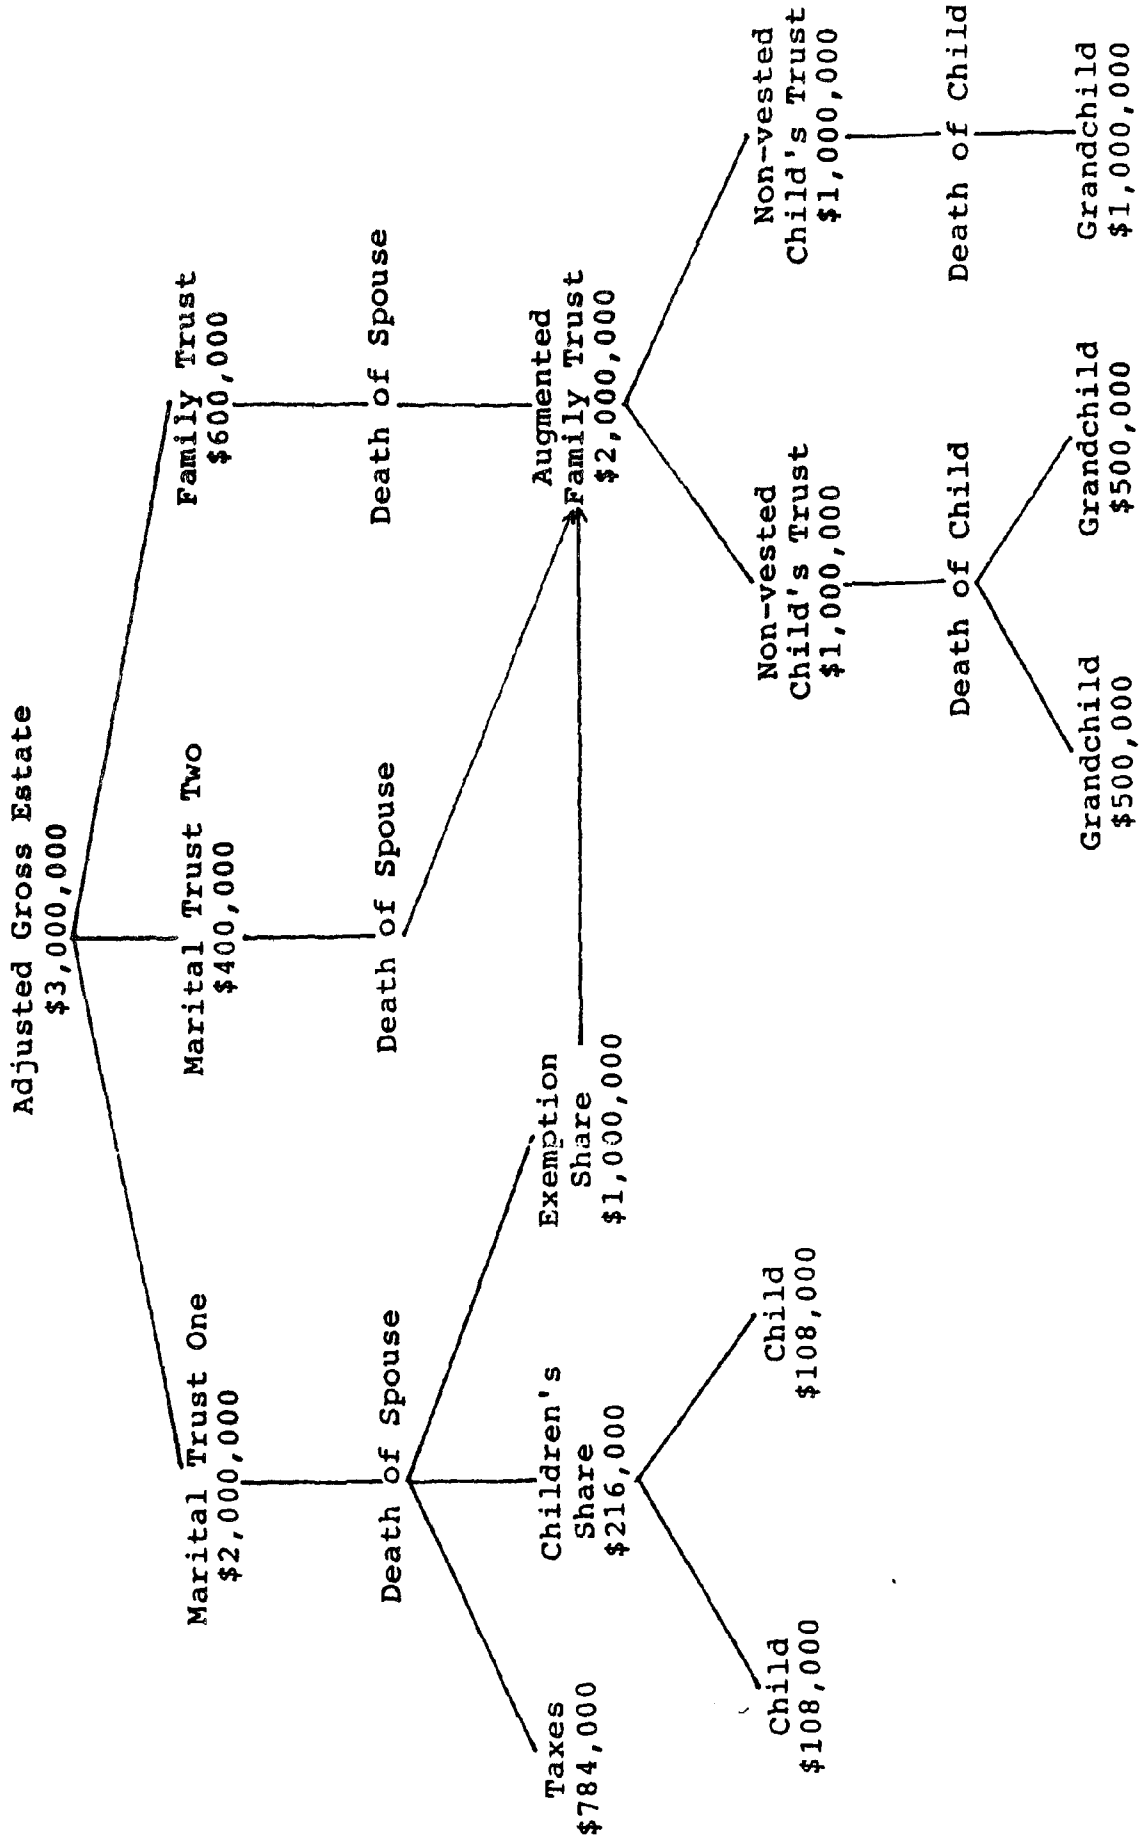 Adjusted Gross Estate
$3,000,000
Marital Trust One
$2,000,000
Marital Trust Two
$400,000
Family Trust
$600,000
Death of Spouse
Death of Spouse
Death of Spouse
Taxes
$784,000
Children's
Share
$216,000
Exemption
Share
$1,000,000
Augmented
Family Trust
$2,000,000
Child
$108,000
Child
$108,000
Non-vested
Child's Trust
$1,000,000
Non-vested
Child's Trust
$1,000,000
Death of Child
Death of Child
Grandchild
$500,000
Grandchild
$500,000
Grandchild
$1,000,000